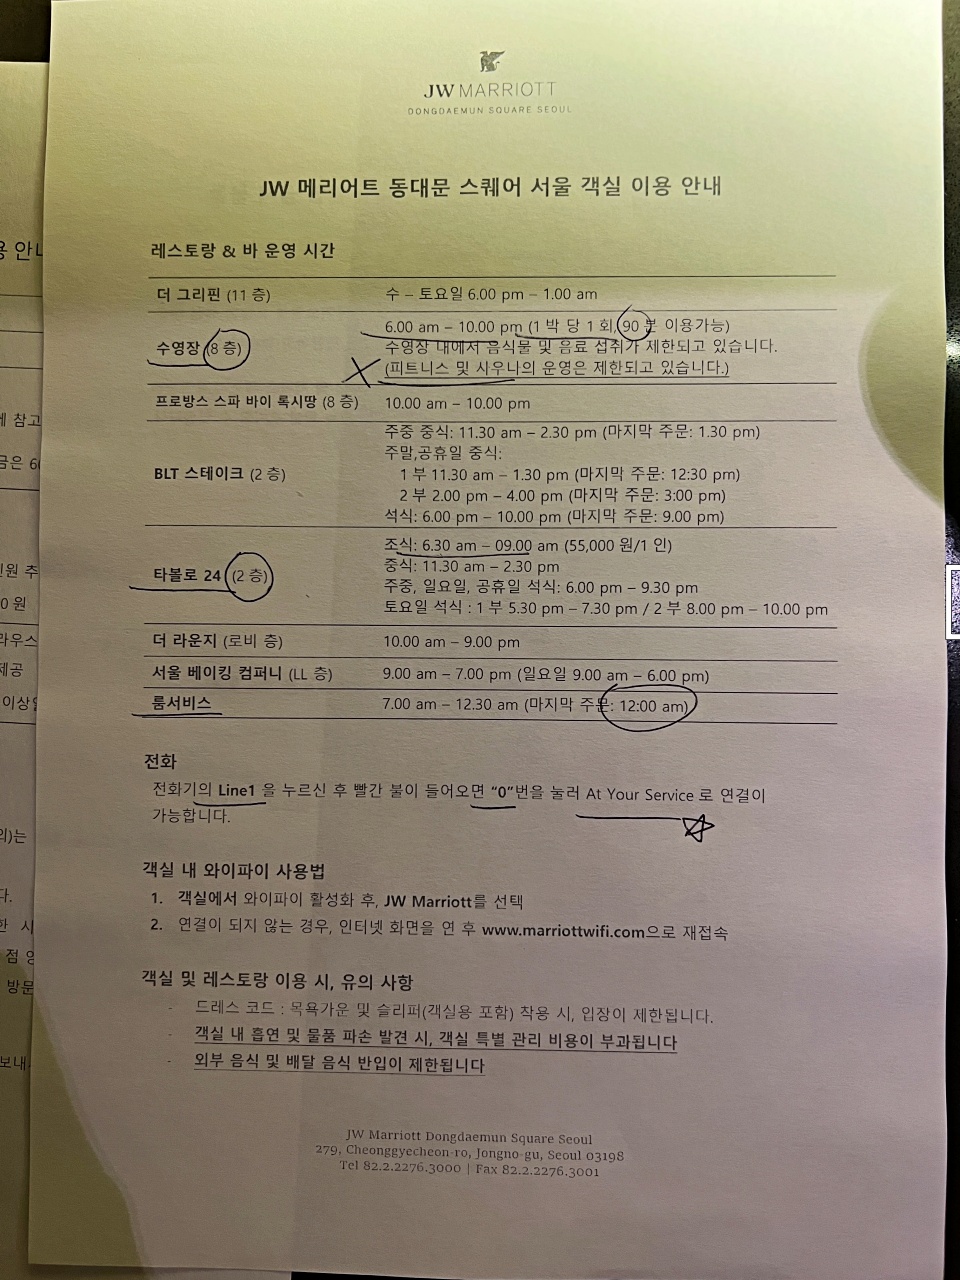 JW MARRIOTT
DONGDAEMUN SQUARE SEOUL
JW 메리어트 동대문 스퀘어 서울 객실 이용 안내
레스토랑 & 바 운영 시간
더 그리핀 (11 층) 수 – 토요일 6.00 pm – 1.00 am
수영장 (8 층) 6.00 am – 10.00 pm (1 박 당 1 회, 90 분 이용가능)
수영장 내에서 음식물 및 음료 섭취가 제한되고 있습니다.
(피트니스 및 사우나의 운영은 제한되고 있습니다.)
프로방스 스파 바이 록시땅 (8 층) 10.00 am – 10.00 pm
BLT 스테이크 (2 층) 주중 중식: 11.30 am – 2.30 pm (마지막 주문: 1.30 pm)
주말,공휴일 중식:
1 부 11.30 am – 1.30 pm (마지막 주문: 12:30 pm)
2 부 2.00 pm – 4.00 pm (마지막 주문: 3:00 pm)
석식: 6.00 pm – 10.00 pm (마지막 주문: 9.00 pm)
타볼로 24 (2 층) 조식: 6.30 am – 09.00 am (55,000 원/1 인)
중식: 11.30 am – 2.30 pm
주중, 일요일, 공휴일 석식: 6.00 pm – 9.30 pm
토요일 석식 : 1 부 5.30 pm – 7.30 pm / 2 부 8.00 pm – 10.00 pm
더 라운지 (로비 층) 10.00 am – 9.00 pm
서울 베이킹 컴퍼니 (LL 층) 9.00 am – 7.00 pm (일요일 9.00 am – 6.00 pm)
룸서비스 7.00 am – 12.30 am (마지막 주문: 12:00 am)
전화
전화기의 Line1 을 누르신 후 빨간 불이 들어오면 “0”번을 눌러 At Your Service 로 연결이
가능합니다.
객실 내 와이파이 사용법
1. 객실에서 와이파이 활성화 후, JW Marriott를 선택
2. 연결이 되지 않는 경우, 인터넷 화면을 연 후 www.marriottwifi.com으로 재접속
객실 및 레스토랑 이용 시, 유의 사항
- 드레스 코드 : 목욕가운 및 슬리퍼(객실용 포함) 착용 시, 입장이 제한됩니다.
- 객실 내 흡연 및 물품 파손 발견 시, 객실 특별 관리 비용이 부과됩니다
- 외부 음식 및 배달 음식 반입이 제한됩니다
JW Marriott Dongdaemun Square Seoul
279, Cheonggyecheon-ro, Jongno-gu, Seoul 03198
Tel 82.2.2276.3000 | Fax 82.2.2276.3001